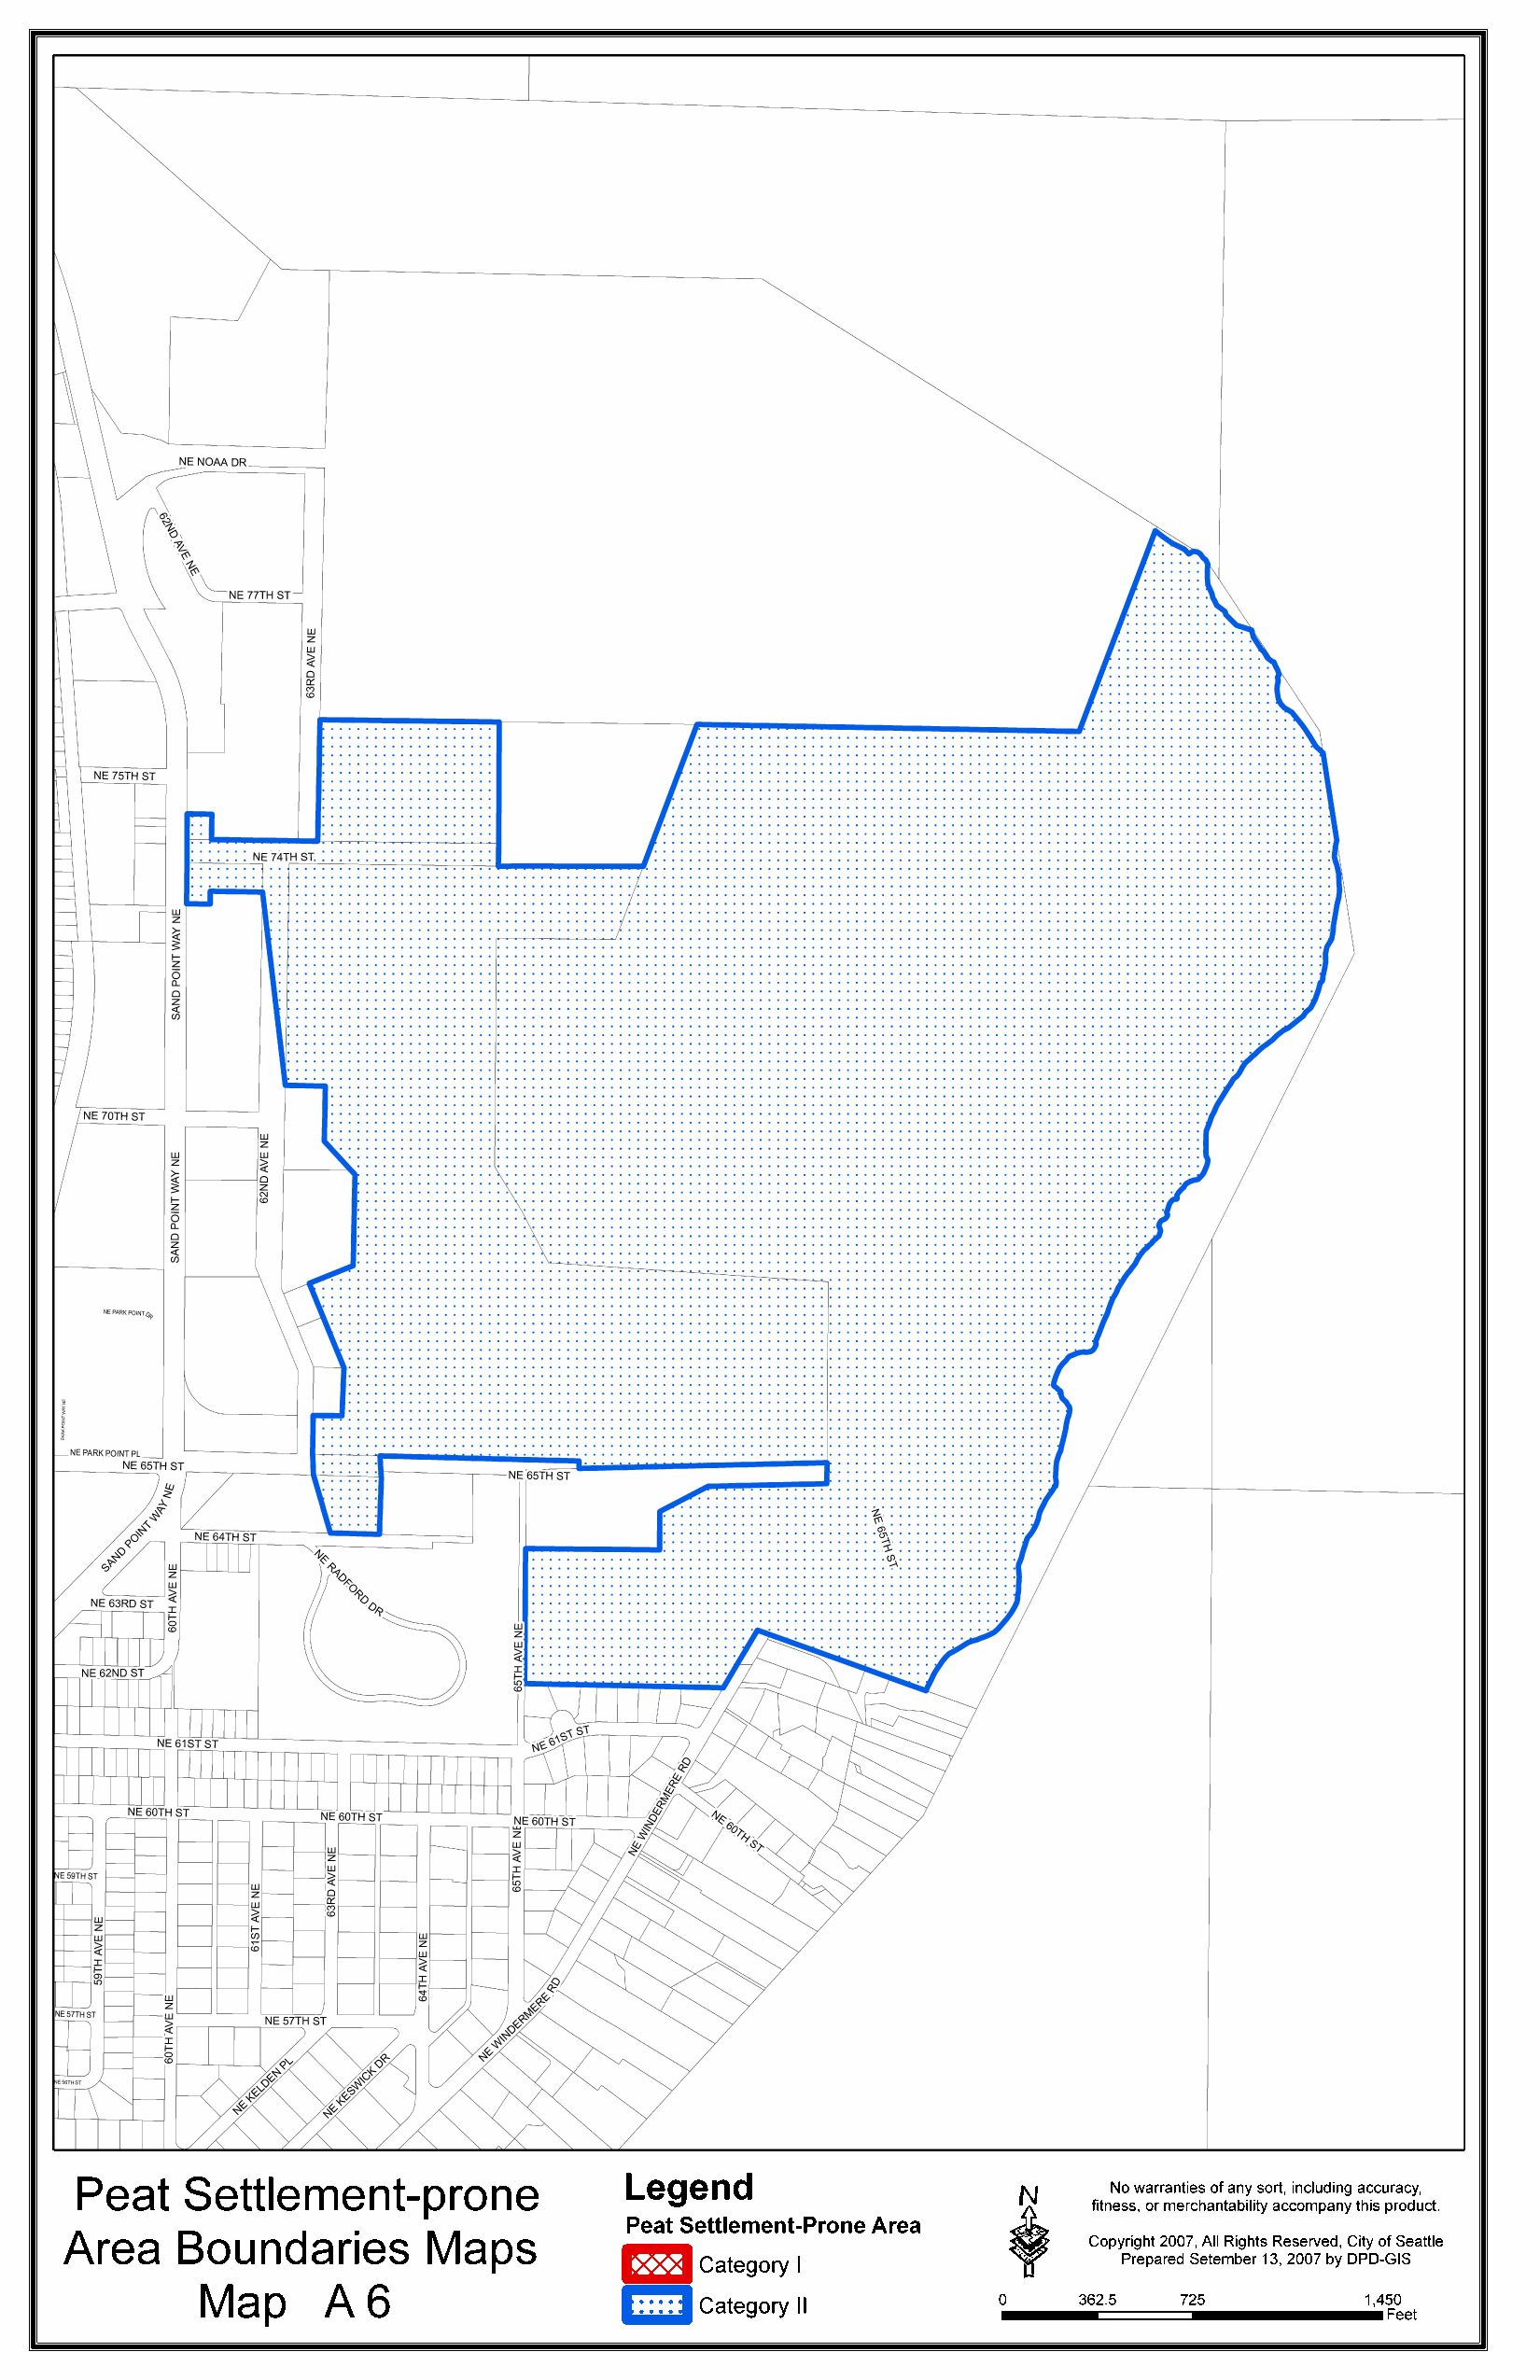 NE NOAA DR
62ND AVE NE
NE 77TH ST
63RD AVE NE
NE 75TH ST
NE 74TH ST
SAND POINT WAY NE
NE 70TH ST
62ND AVE NE
SAND POINT WAY NE
NE PARK POINT DR
PARK POINT WAY NE
NE PARK POINT PL
NE 65TH ST
NE 65TH ST
SAND POINT WAY NE
NE 65TH ST
NE 64TH ST
NE RADFORD DR
60TH AVE NE
NE 63RD ST
65TH AVE NE
NE 62ND ST
NE 61ST ST
NE 61ST ST
NE WINDERMERE RD
NE 60TH ST
NE 60TH ST
NE 60TH ST
NE 60TH ST
65TH AVE NE
63RD AVE NE
NE 59TH ST
61ST AVE NE
59TH AVE NE
64TH AVE NE
60TH AVE NE
NE 57TH ST
NE 57TH ST
NE WINDERMERE RD
NE KELDEN PL
NE KESWICK DR
NE 56TH ST
Peat Settlement-prone
Area Boundaries Maps
Map A 6
Legend
Peat Settlement-Prone Area
Category I
Category II
N
No warranties of any sort, including accuracy,
fitness, or merchantability accompany this product.
Copyright 2007, All Rights Reserved, City of Seattle
Prepared Setember 13, 2007 by DPD-GIS
0 362.5 725 1,450
Feet